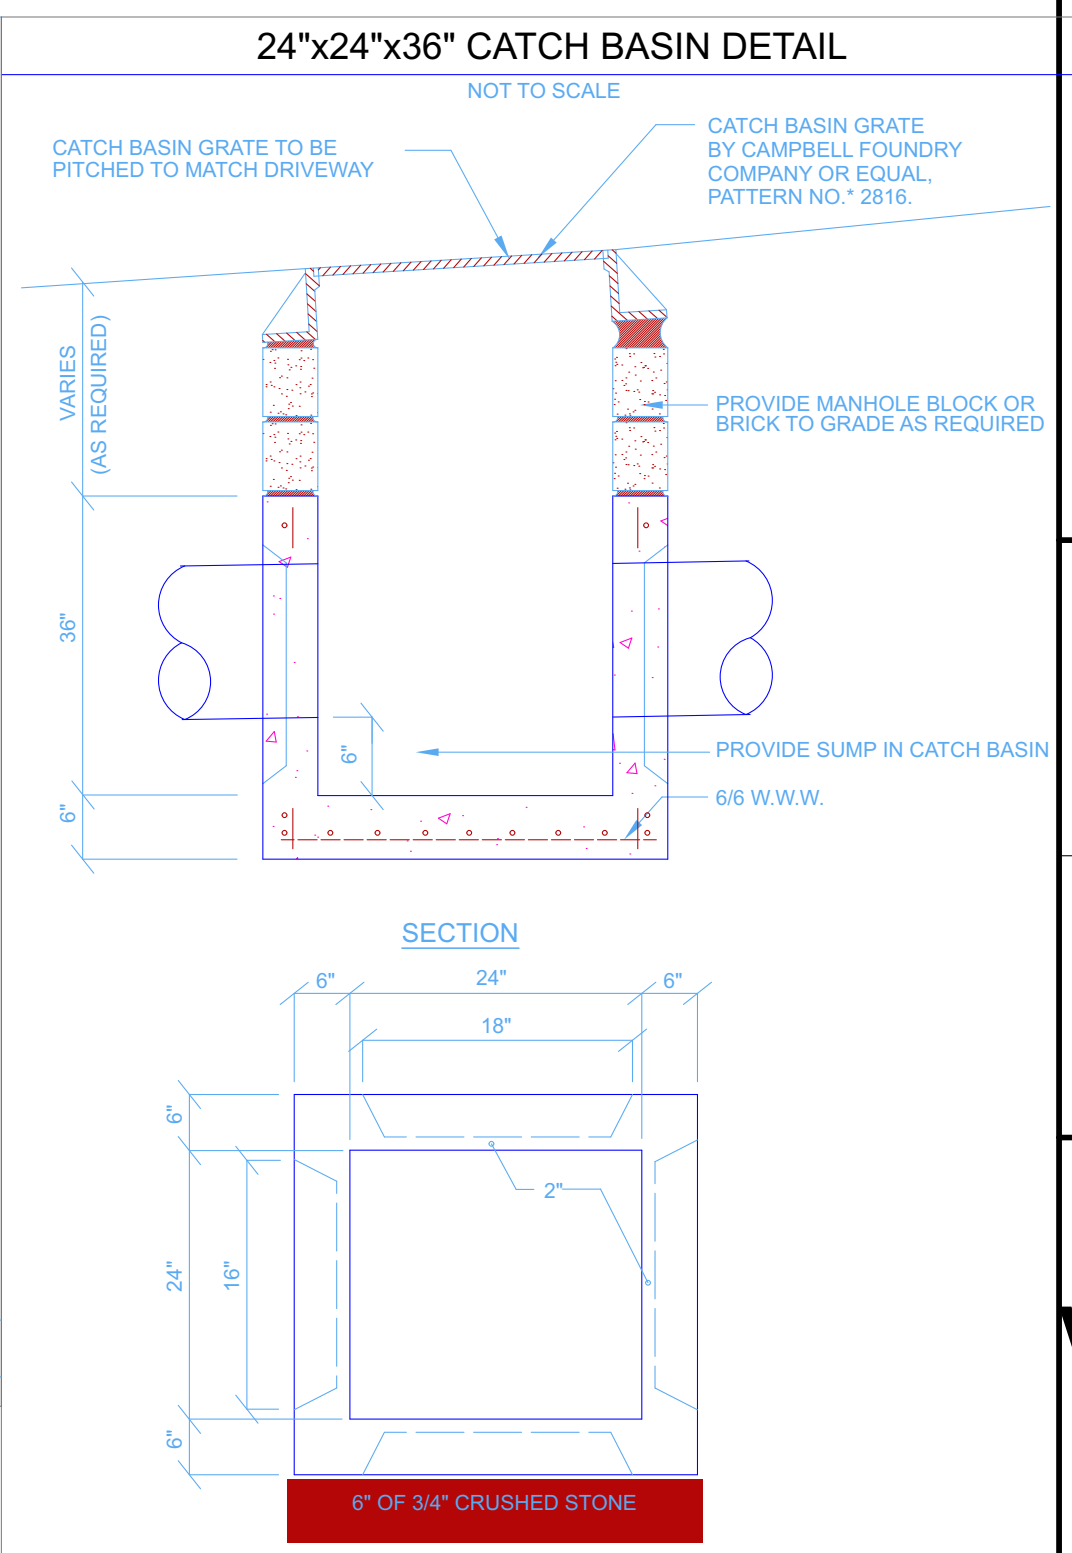 24"x24"x36" CATCH BASIN DETAIL
NOT TO SCALE
CATCH BASIN GRATE TO BE
PITCHED TO MATCH DRIVEWAY
CATCH BASIN GRATE
BY CAMPBELL FOUNDRY
COMPANY OR EQUAL,
PATTERN NO.* 2816.
VARIES
(AS REQUIRED)
PROVIDE MANHOLE BLOCK OR
BRICK TO GRADE AS REQUIRED
36"
6"
PROVIDE SUMP IN CATCH BASIN
6/6 W.W.W.
6"
SECTION
6"
24"
6"
18"
6"
2"
24"
16"
6"
6" OF 3/4" CRUSHED STONE